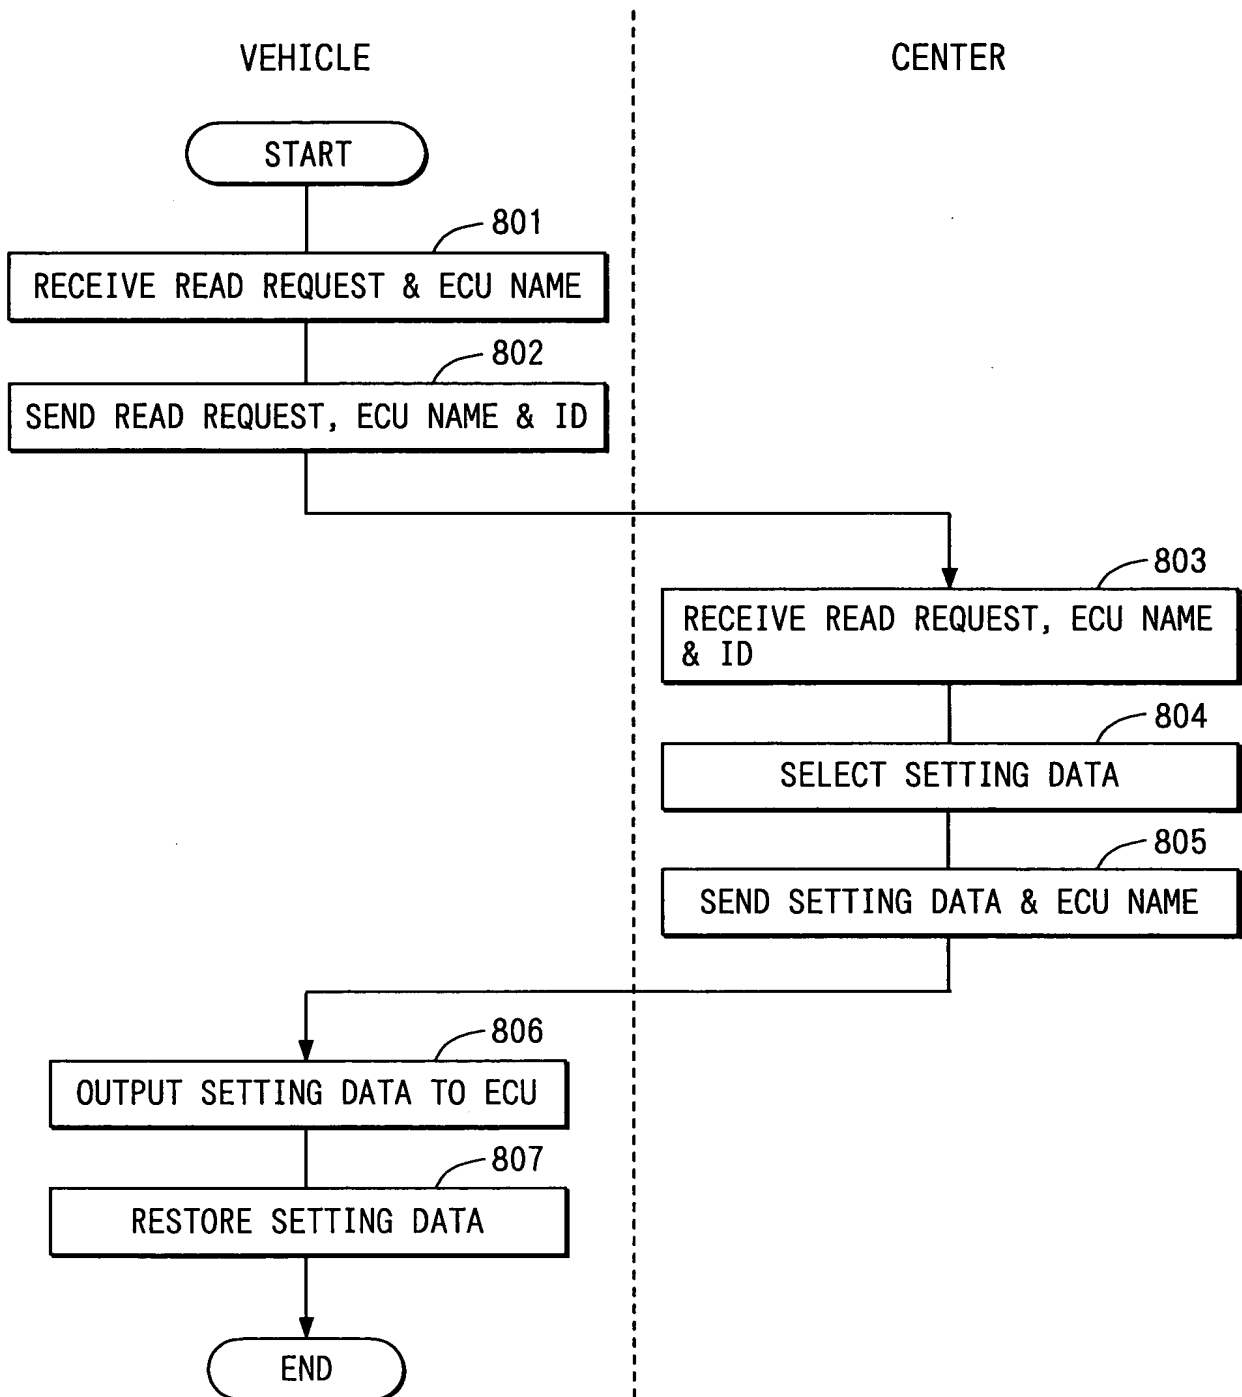 VEHICLE
CENTER
START
801
RECEIVE READ REQUEST & ECU NAME
802
SEND READ REQUEST, ECU NAME & ID
803
RECEIVE READ REQUEST, ECU NAME
& ID
804
SELECT SETTING DATA
805
SEND SETTING DATA & ECU NAME
806
OUTPUT SETTING DATA TO ECU
807
RESTORE SETTING DATA
END